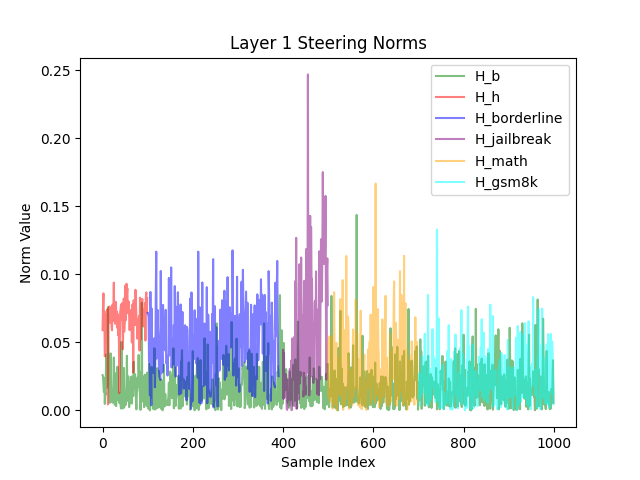 Layer 1 Steering Norms
Norm Value
0.25
0.20
0.15
0.10
0.05
0.00
H_b
H_h
H_borderline
H_jailbreak
H_math
H_gsm8k
0
200
400
600
800
1000
Sample Index